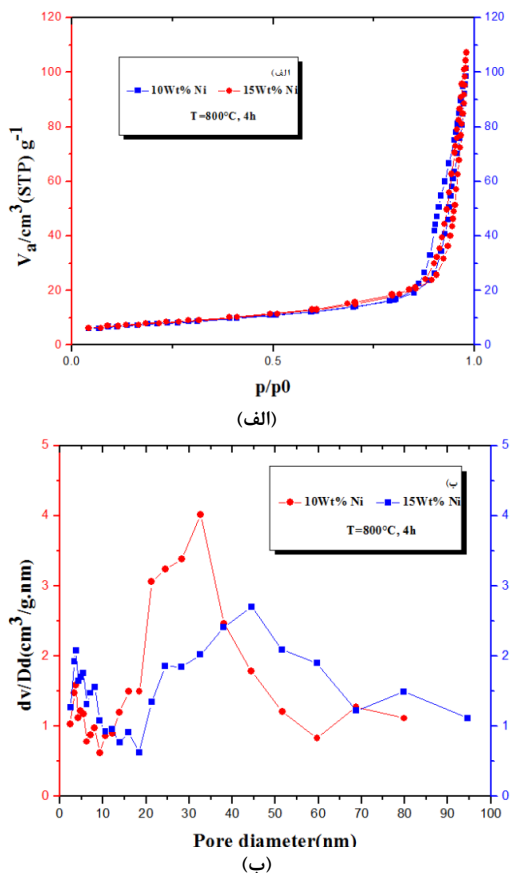 120
120
100
100
80
80
60
60
40
40
20
20
0
0
الف)
10Wt% Ni 15Wt% Ni
T=800°C, 4h
Va/cm3(STP) g-1
0.0 0.5 1.0
p/p0
(الف)
5
5
4
4
3
3
2
2
1
1
0
0
ب)
10Wt% Ni 15Wt% Ni
T=800°C, 4h
dv/Dd(cm3/g.nm)
0 10 20 30 40 50 60 70 80 90 100
Pore diameter(nm)
(ب)